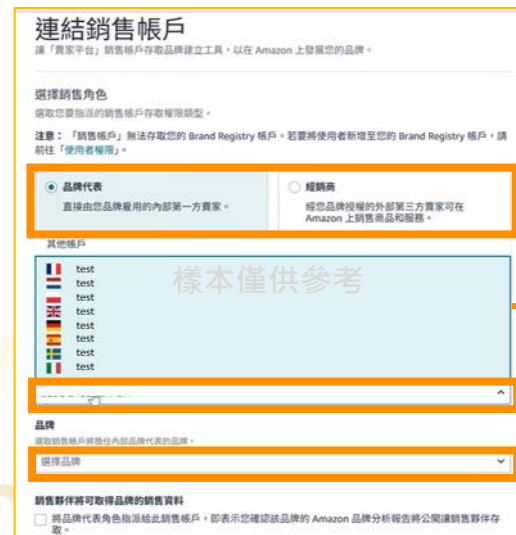 連結銷售帳戶
讓「賣家平台」銷售帳戶存取品牌建立工具，以在 Amazon 上發展您的品牌。
選擇銷售角色
選取您要指派的銷售帳戶存取權限類型。
注意：「銷售帳戶」無法存取您的 Brand Registry 帳戶。若要將使用者新增至您的 Brand Registry 帳戶，請
前往「使用者權限」。
品牌代表
直接由您品牌雇用的內部第一方賣家。
經銷商
經您品牌授權的外部第三方賣家可在
Amazon 上銷售商品和服務。
其他帳戶
test
test
test
test
test
test
test
test
樣本僅供參考
品牌
選取銷售帳戶將擔任內部品牌代表的品牌。
選擇品牌
銷售夥伴將可取得品牌的銷售資料
將品牌代表角色指派給此銷售帳戶，即表示您確認該品牌的 Amazon 品牌分析報告將公開讓銷售夥伴存
取。